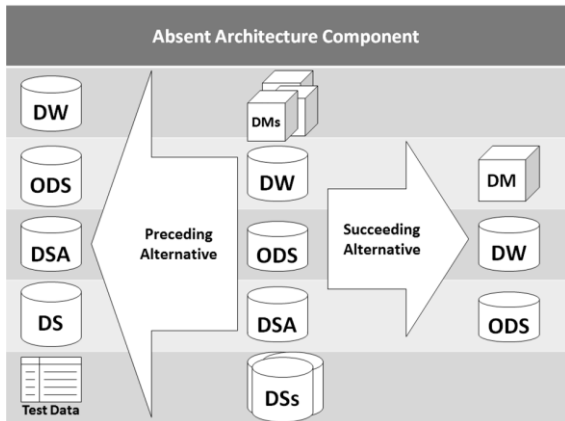 Absent Architecture Component
DW
DMs
ODS
DW
DM
Preceding
Alternative
Succeeding
Alternative
DSA
ODS
DW
DS
DSA
ODS
Test Data
DSs